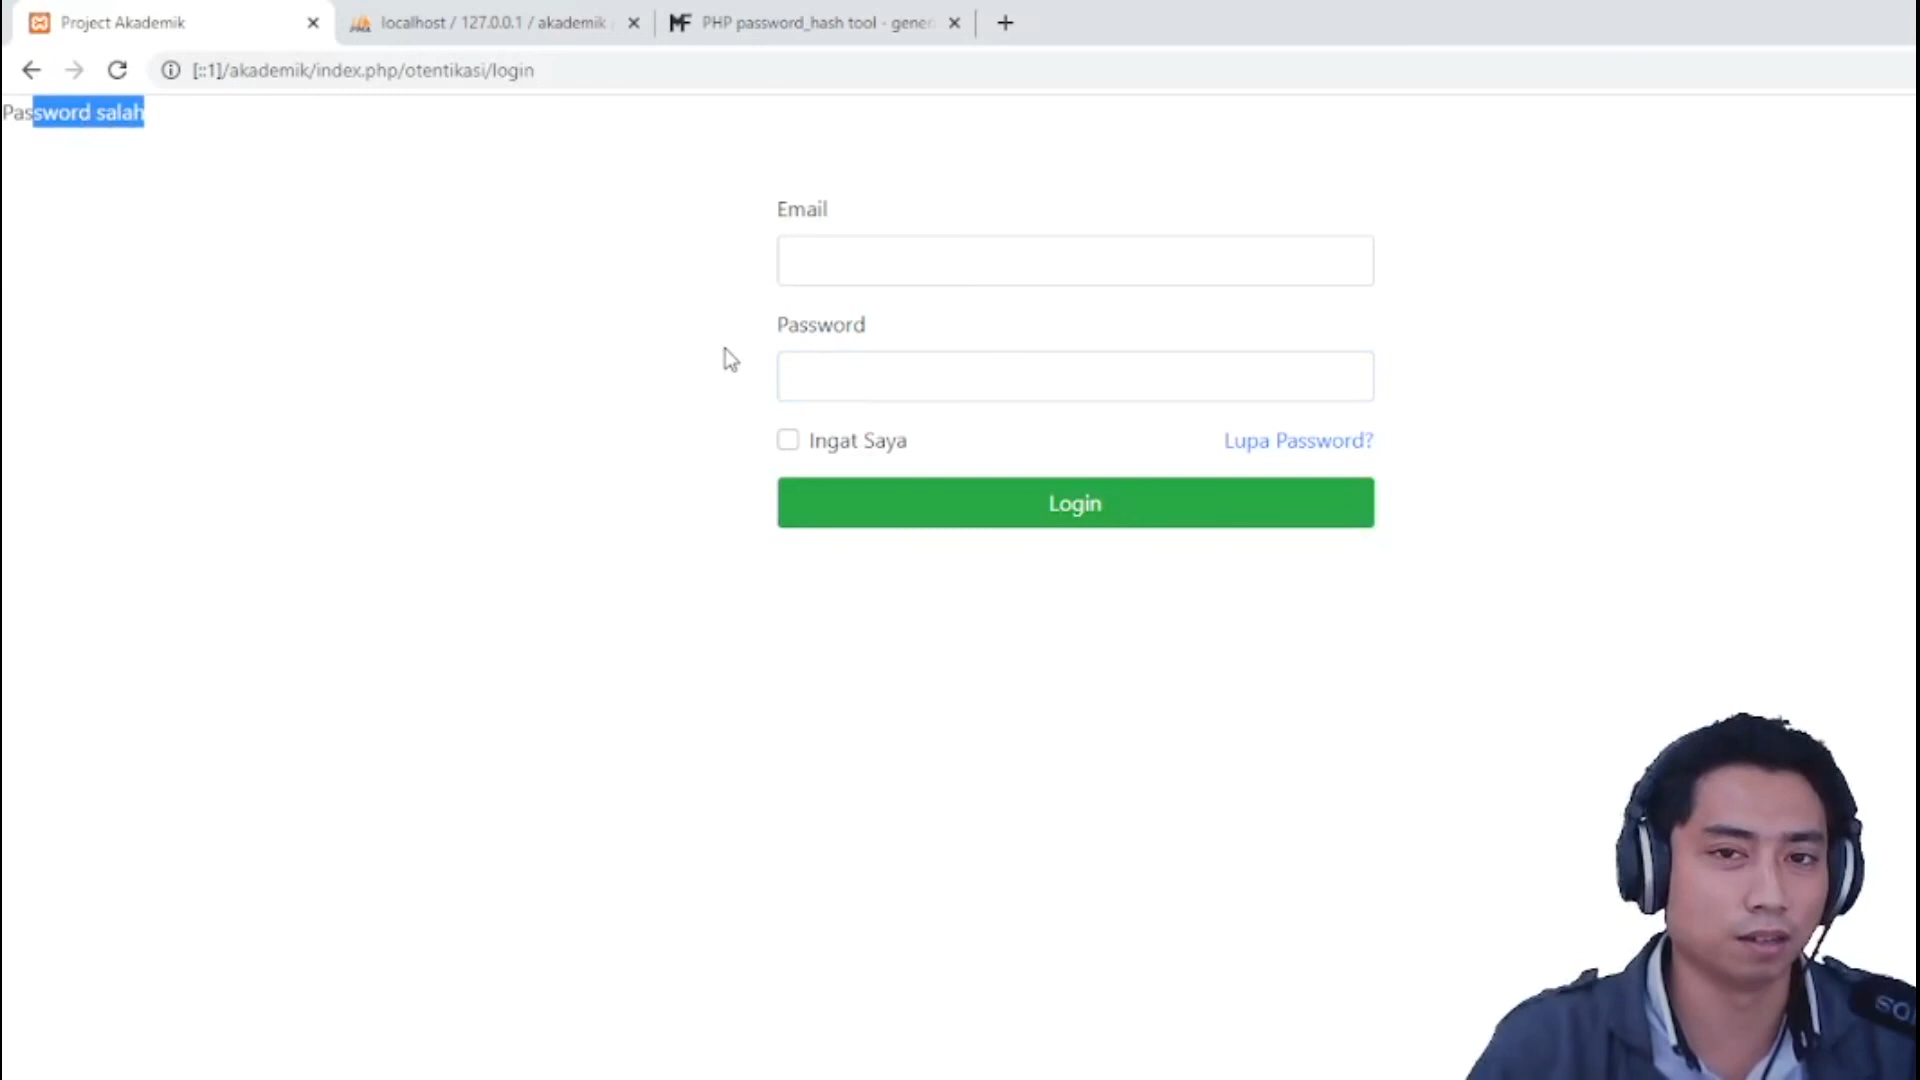 Project Akademik
localhost / 127.0.0.1 / akademik
PHP password_hash tool - gener
[::1]/akademik/index.php/otentikasi/login
Password salah
Email
Password
Ingat Saya
Lupa Password?
Login